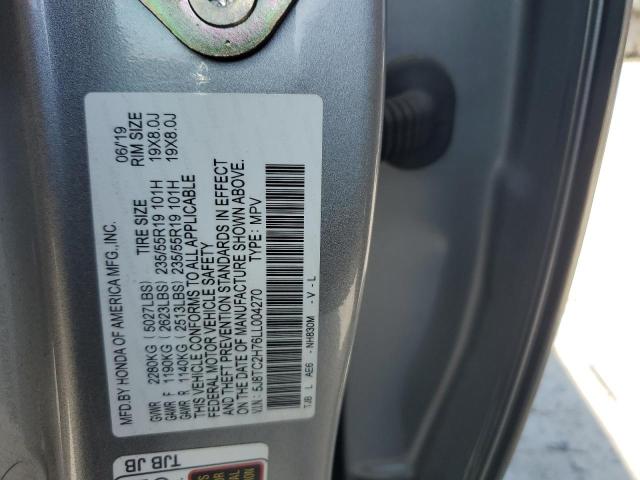 MFD.BY HONDA OF AMERICA MFG.,INC. 06/19
TIRE SIZE RIM SIZE
GVWR 2280KG (5027LBS)
GAWR F 1190KG (2623LBS) 235/55R19 101H 19X8.0J
GAWR R 1140KG (2513LBS) 235/55R19 101H 19X8.0J
THIS VEHICLE CONFORMS TO ALL APPLICABLE
FEDERAL MOTOR VEHICLE SAFETY
AND THEFT PREVENTION STANDARDS IN EFFECT
ON THE DATE OF MANUFACTURE SHOWN ABOVE.
V.I.N.: 5J8TC2H76LL004270 TYPE: MPV
TJB L AE6 -NH830M -V-L
TJB JB